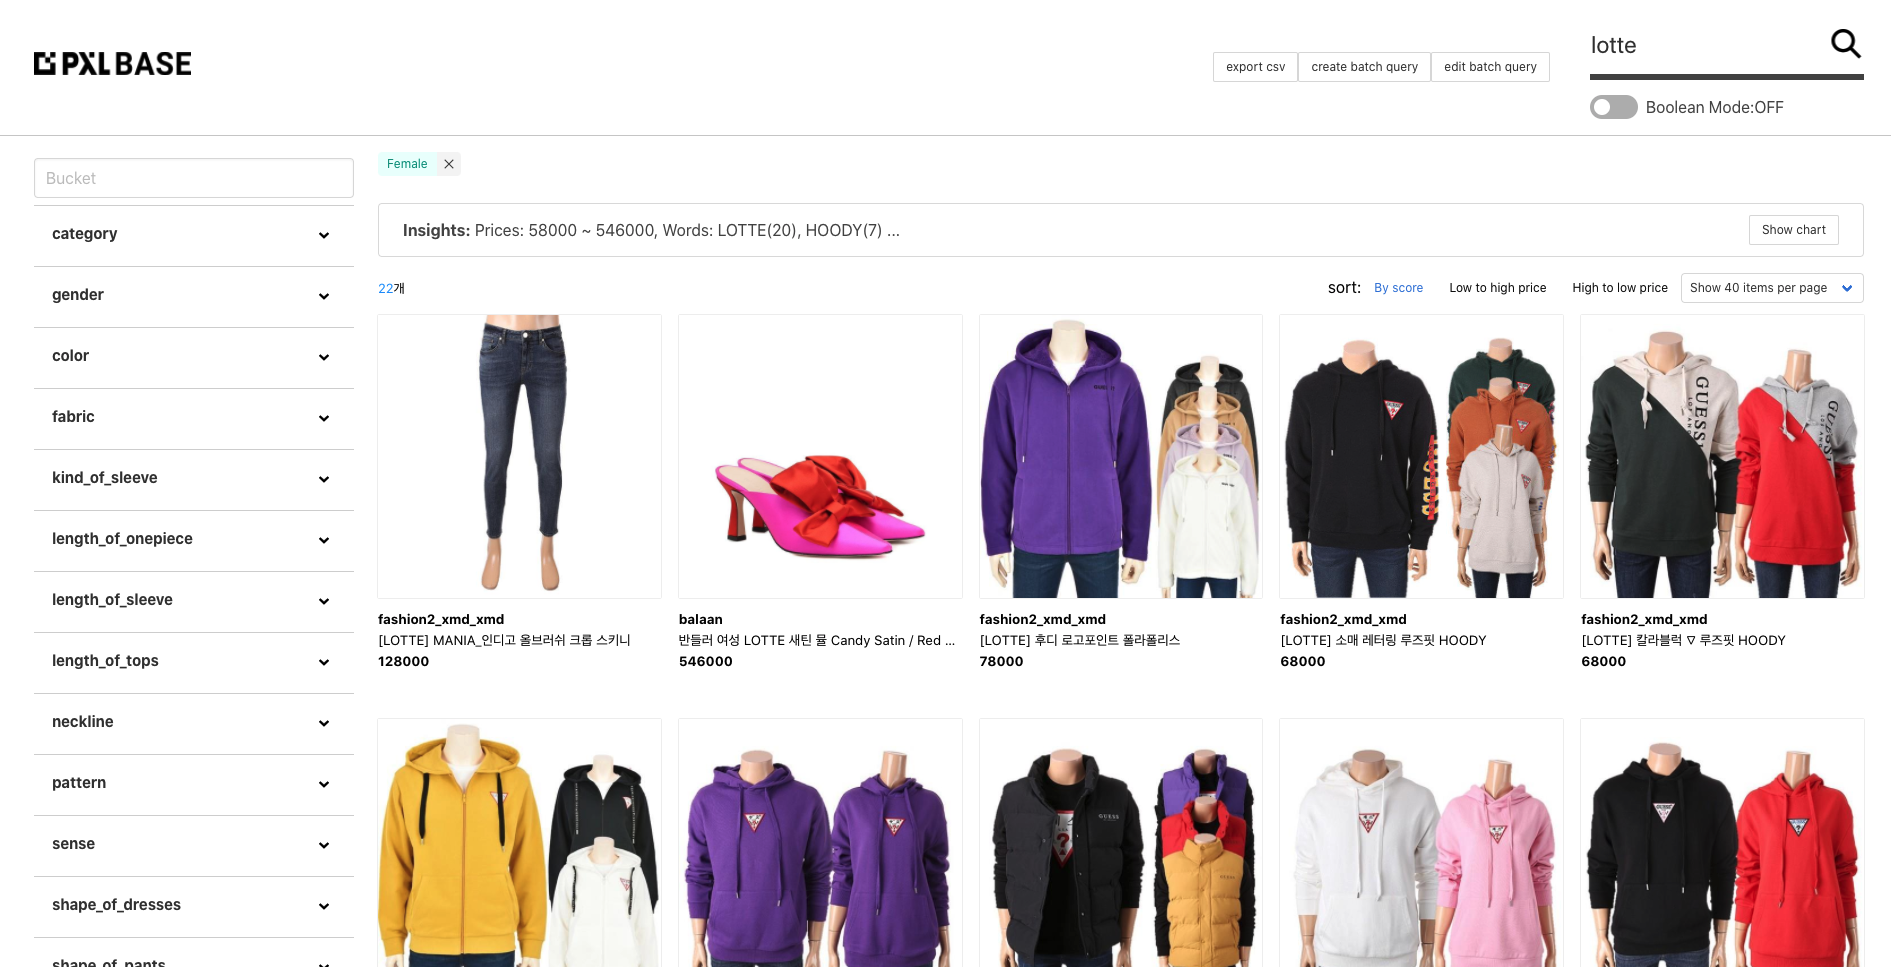 PXLBASE
export csv
create batch query
edit batch query
lotte
Boolean Mode:OFF
Bucket
category
gender
color
fabric
kind_of_sleeve
length_of_onepiece
length_of_sleeve
length_of_tops
neckline
pattern
sense
shape_of_dresses
shape_of_pants
Female
Insights: Prices: 58000 ~ 546000, Words: LOTTE(20), HOODY(7) ...
Show chart
22개
sort: By score Low to high price High to low price Show 40 items per page
GUESS
GUESS
fashion2_xmd_xmd
[LOTTE] MANIA_인디고 올브러쉬 크롭 스키니
128000
balaan
반들러 여성 LOTTE 새틴 뮬 Candy Satin / Red ...
546000
fashion2_xmd_xmd
[LOTTE] 후디 로고포인트 폴라폴리스
78000
fashion2_xmd_xmd
[LOTTE] 소매 레터링 루즈핏 HOODY
68000
fashion2_xmd_xmd
[LOTTE] 칼라블럭 ▽ 루즈핏 HOODY
68000
GUESS